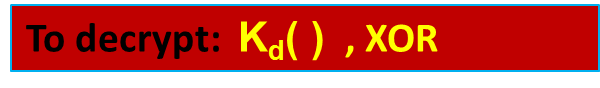 To decrypt: Kd( ) , XOR